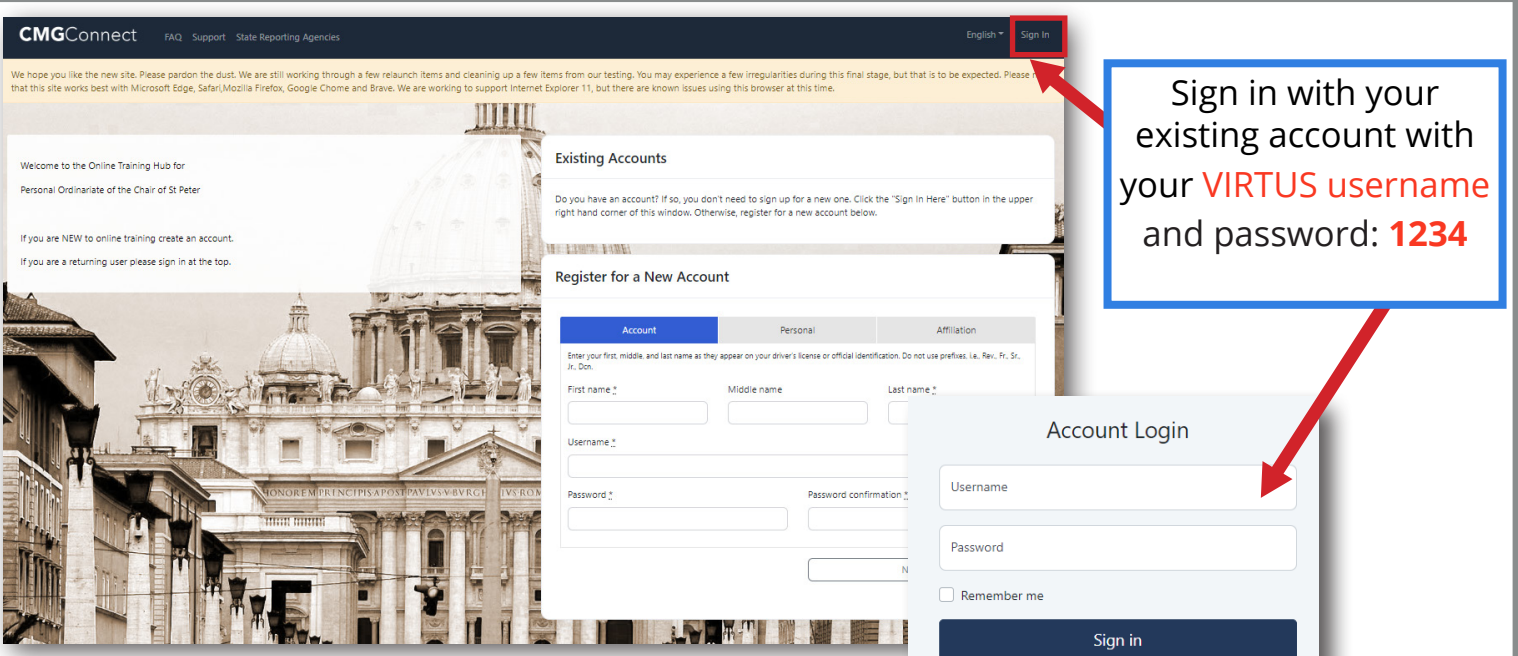 CMGConnect FAQ Support State Reporting Agencies English Sign In
We hope you like the new site. Please pardon the dust. We are still working through a few relaunch items and cleaninig up a few items from our testing. You may experience a few irregularities during this final stage, but that is to be expected. Please
that this site works best with Microsoft Edge, Safari,Mozilla Firefox, Google Chome and Brave. We are working to support Internet Explorer 11, but there are known issues using this browser at this time.
Sign in with your
existing account with
your VIRTUS username
and password: 1234
Welcome to the Online Training Hub for
Personal Ordinariate of the Chair of St Peter
If you are NEW to online training create an account.
If you are a returning user please sign in at the top.
Existing Accounts
Do you have an account? If so, you don't need to sign up for a new one. Click the "Sign In Here" button in the upper
right hand corner of this window. Otherwise, register for a new account below.
Register for a New Account
Account Personal Affiliation
Enter your first, middle, and last name as they appear on your driver's license or official identification. Do not use prefixes, i.e., Rev., Fr., Sr.,
Jr., Dcn.
First name * Middle name Last name *
Username *
Password * Password confirmation *
N
HONOREM PRINCIPIS APOST PAVLVS V BVRGH
Account Login
Username
Password
Remember me
Sign in